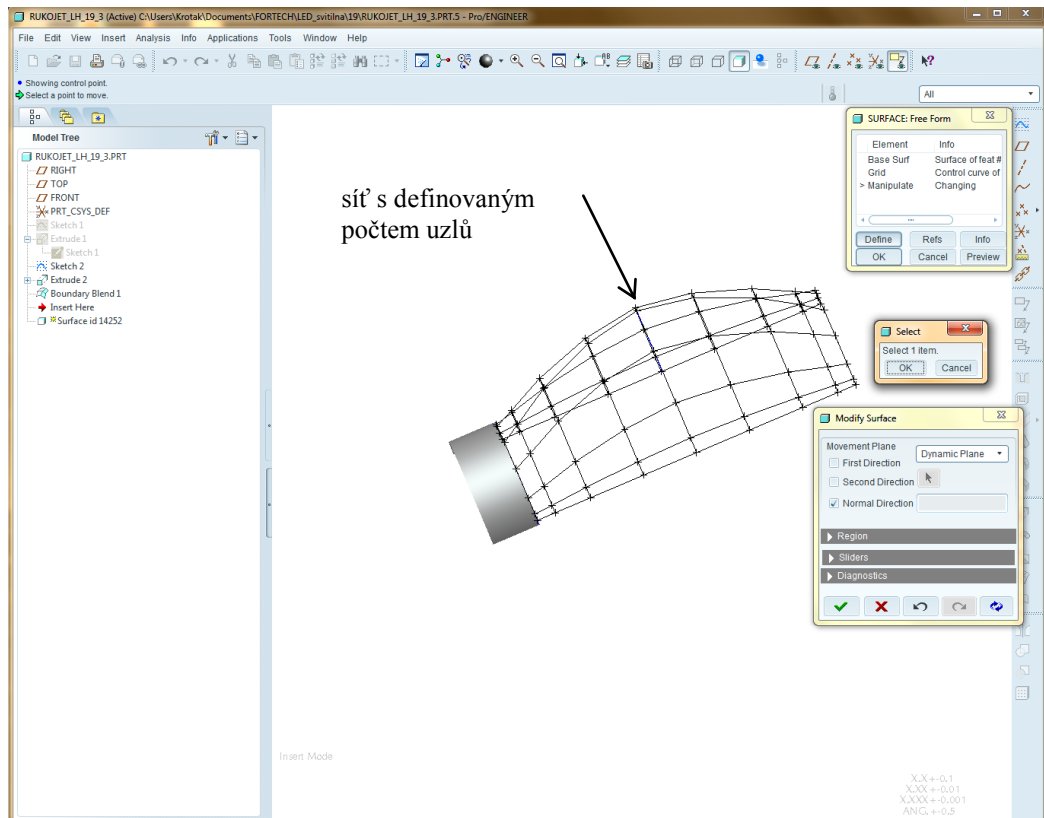 RUKOJET_LH_19_3 (Active) C:\Users\Krotak\Documents\FORTECH\LED_svitilna\19\RUKOJET_LH_19_3.PRT.5 - Pro/ENGINEER
File Edit View Insert Analysis Info Applications Tools Window Help
Showing control point.
Select a point to move.
All
Model Tree
RUKOJET_LH_19_3.PRT
RIGHT
TOP
FRONT
PRT_CSYS_DEF
Sketch 1
Extrude 1
Sketch 1
Sketch 2
Extrude 2
Boundary Blend 1
Insert Here
Surface id 14252
síť s definovaným
počtem uzlů
SURFACE: Free Form
Element Info
Base Surf Surface of feat #
Grid Control curve of
> Manipulate Changing
Define Refs Info
OK Cancel Preview
Select
Select 1 item.
OK Cancel
Modify Surface
Movement Plane
Dynamic Plane
First Direction
Second Direction
Normal Direction
Region
Sliders
Diagnostics
Insert Mode
X.X +-0.1
X.XX +-0.01
X.XXX +-0.001
ANG. +-0.5